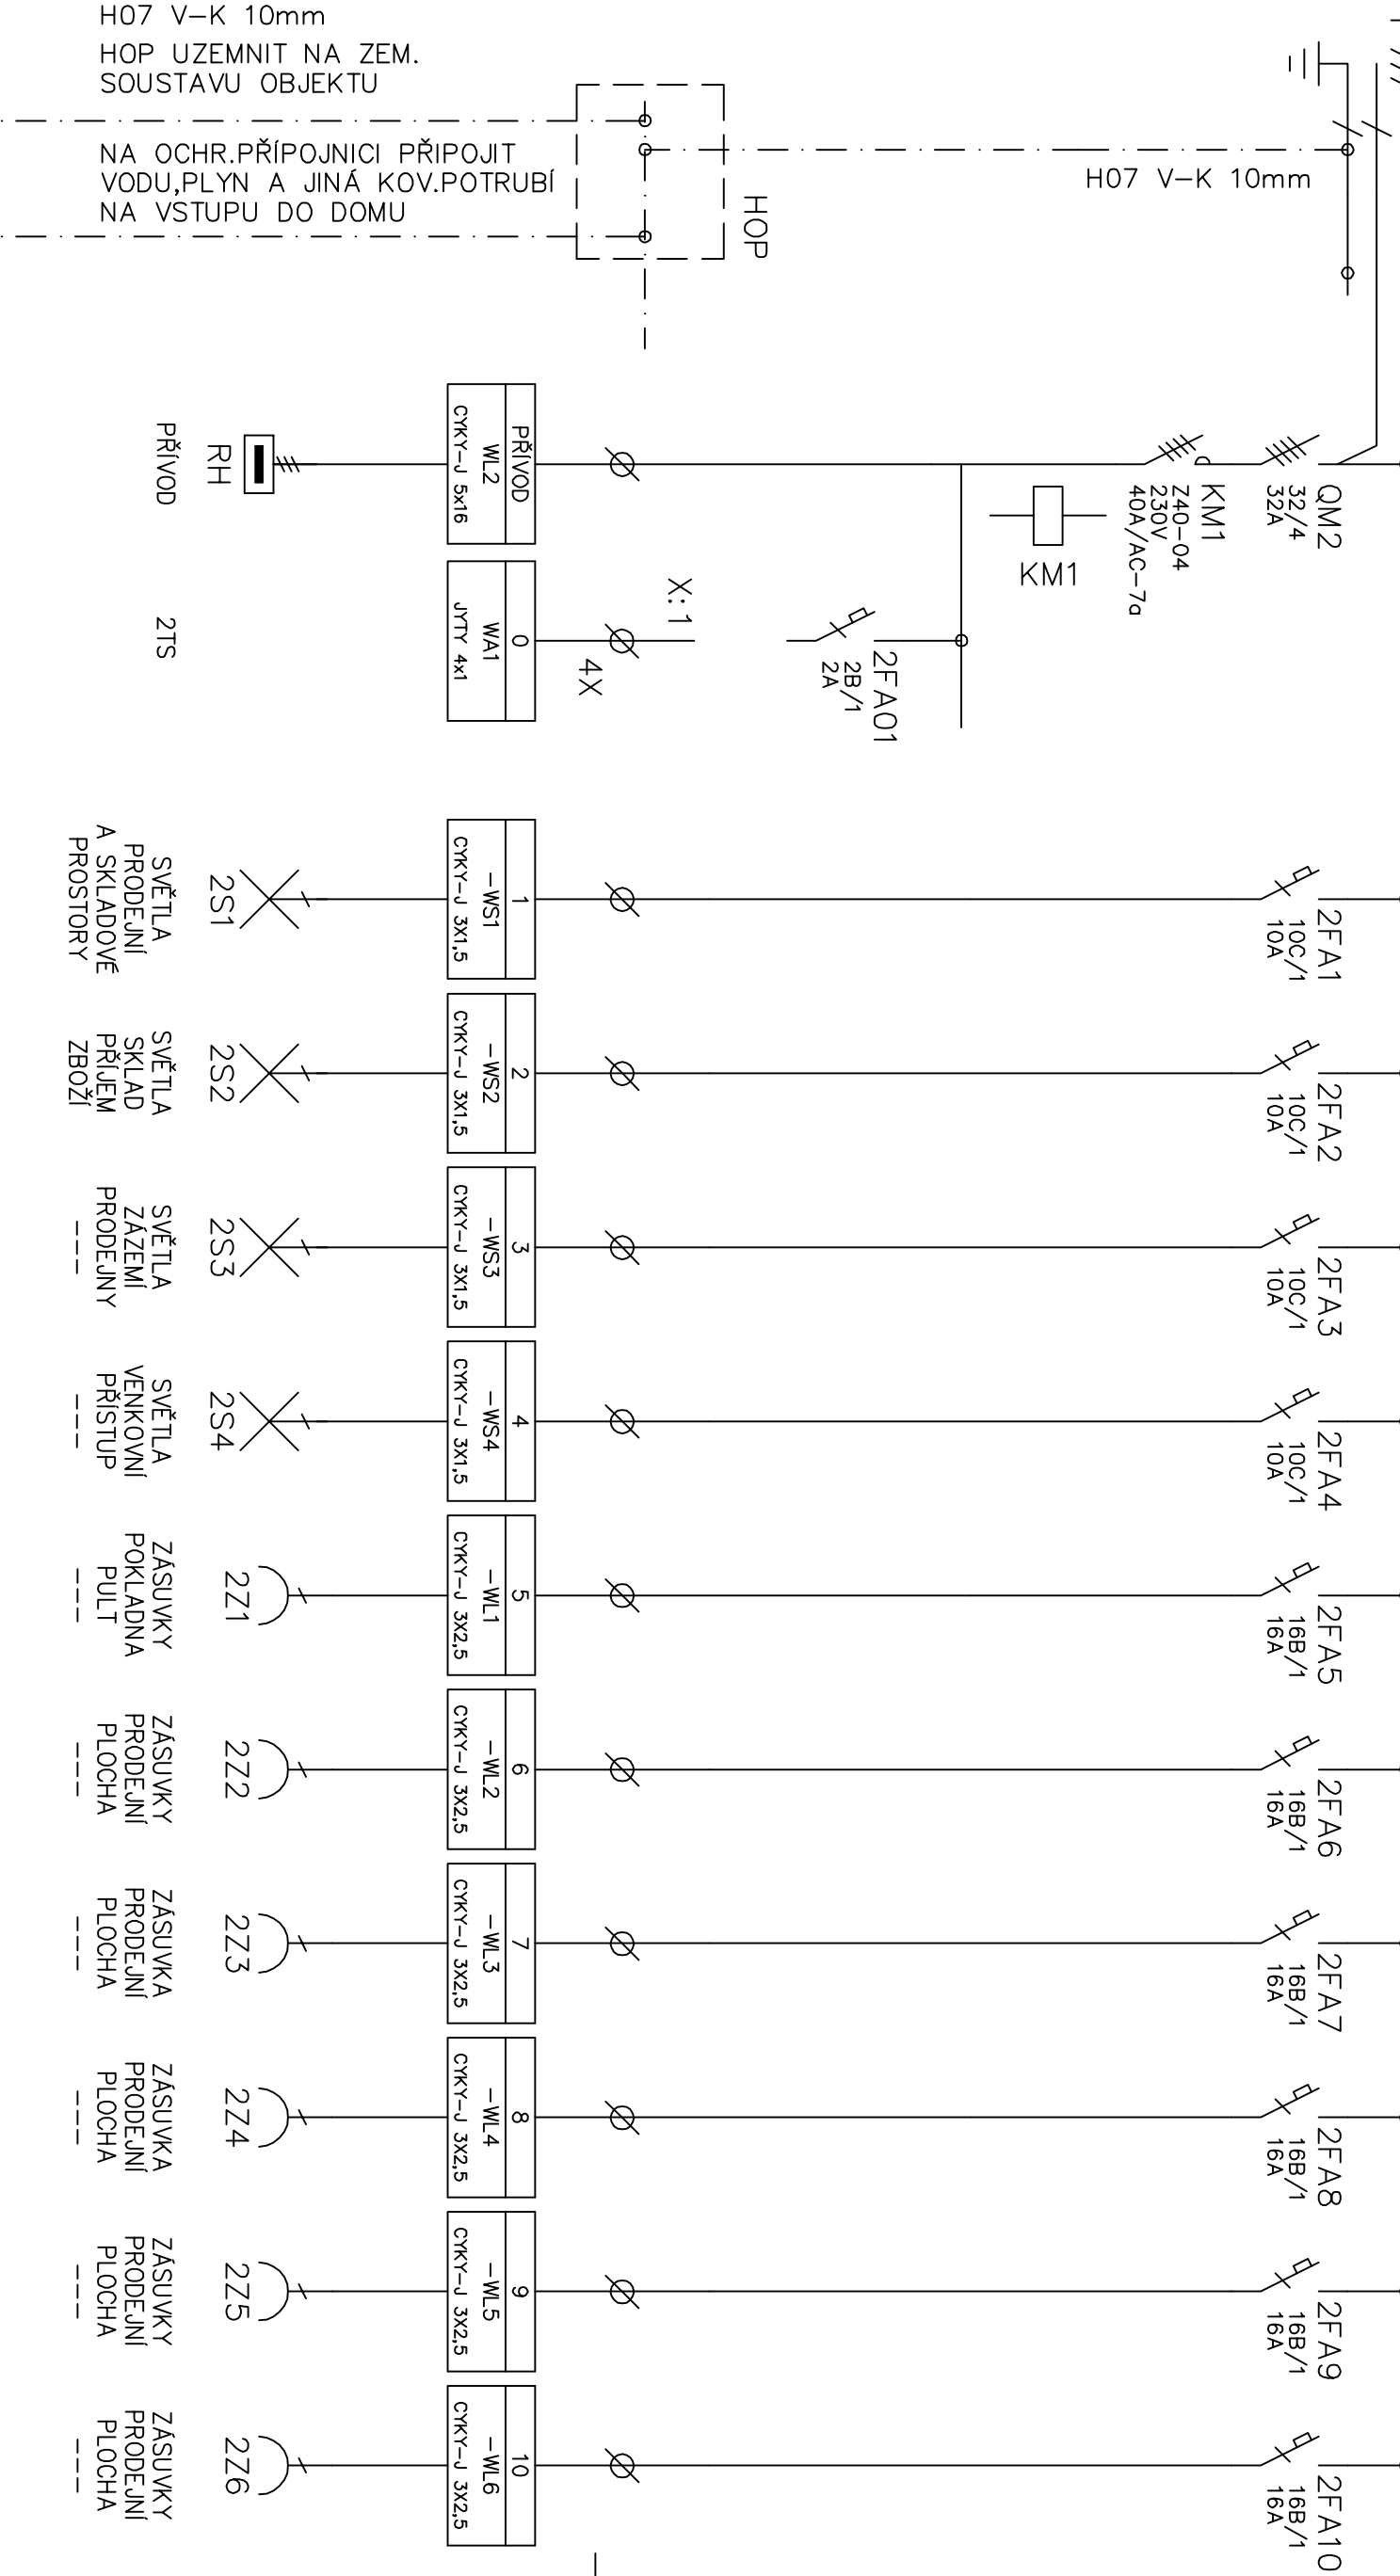 H07 V-K 10mm
HOP UZEMNIT NA ZEM.
SOUSTAVU OBJEKTU
NA OCHR.PŘÍPOJNICI PŘIPOJIT
VODU,PLYN A JINÁ KOV.POTRUBÍ
NA VSTUPU DO DOMU
HOP
H07 V-K 10mm
QM2
32/4
32A
KM1
Z40-04
230V
40A/AC-7a
KM1
PŘÍVOD
WL2
CYKY-J 5x16
RH
PŘÍVOD
2FA01
2B/1
2A
X:1
4X
0
WA1
JYTY 4x1
2TS
2FA1
10C/1
10A
1
-WS1
CYKY-J 3X1,5
2S1
SVĚTLA
PRODEJNÍ
A SKLADOVÉ
PROSTORY
2FA2
10C/1
10A
2
-WS2
CYKY-J 3X1,5
2S2
SVĚTLA
SKLAD
PŘÍJEM
ZBOŽÍ
2FA3
10C/1
10A
3
-WS3
CYKY-J 3X1,5
2S3
SVĚTLA
ZÁZEMÍ
PRODEJNY
---
2FA4
10C/1
10A
4
-WS4
CYKY-J 3X1,5
2S4
SVĚTLA
VENKOVNÍ
PŘÍSTUP
---
2FA5
16B/1
16A
5
-WL1
CYKY-J 3X2,5
2Z1
ZÁSUVKY
POKLADNA
PULT
---
2FA6
16B/1
16A
6
-WL2
CYKY-J 3X2,5
2Z2
ZÁSUVKY
PRODEJNÍ
PLOCHA
---
2FA7
16B/1
16A
7
-WL3
CYKY-J 3X2,5
2Z3
ZÁSUVKA
PRODEJNÍ
PLOCHA
---
2FA8
16B/1
16A
8
-WL4
CYKY-J 3X2,5
2Z4
ZÁSUVKA
PRODEJNÍ
PLOCHA
---
2FA9
16B/1
16A
9
-WL5
CYKY-J 3X2,5
2Z5
ZÁSUVKY
PRODEJNÍ
PLOCHA
---
2FA10
16B/1
16A
10
-WL6
CYKY-J 3X2,5
2Z6
ZÁSUVKY
PRODEJNÍ
PLOCHA
---